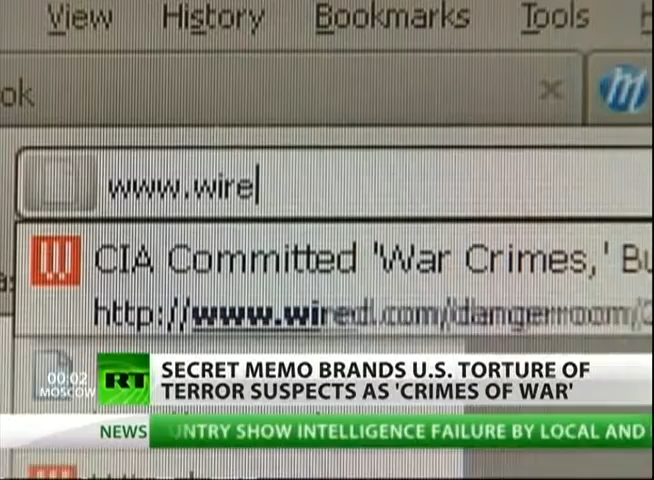 View History Bookmarks Tools
ok
www.wire
CIA Committed 'War Crimes,' Bu
http://www.wired.com/dangerroom/2
00:02
MOSCOW
RT
SECRET MEMO BRANDS U.S. TORTURE OF
TERROR SUSPECTS AS 'CRIMES OF WAR'
NEWS UNTRY SHOW INTELLIGENCE FAILURE BY LOCAL AND